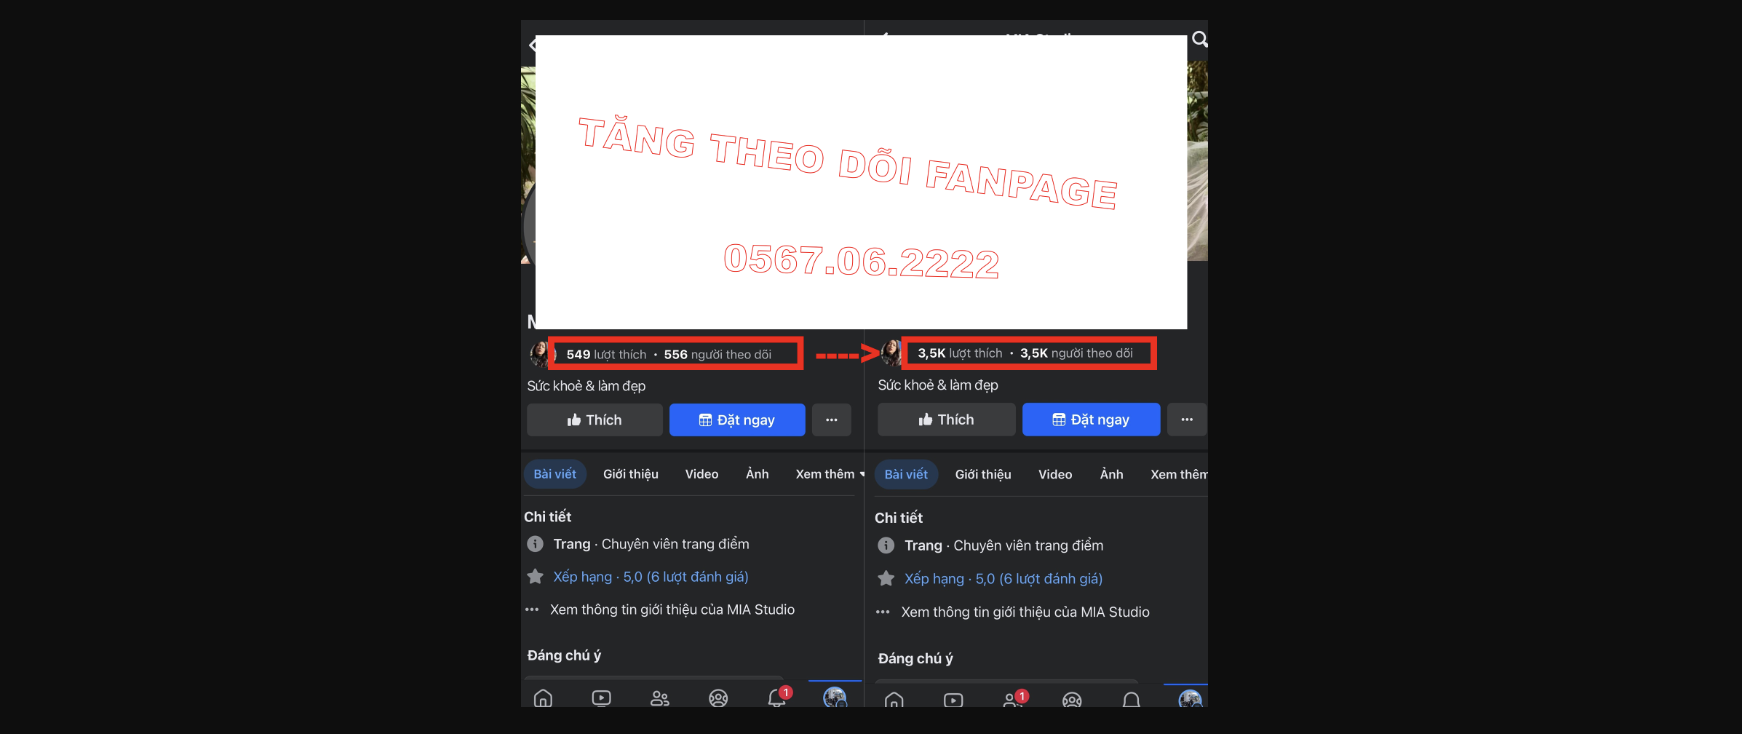 TĂNG THEO DÕI FANPAGE
0567.06.2222
549 lượt thích · 556 người theo dõi
---->
3,5K lượt thích · 3,5K người theo dõi
Sức khoẻ & làm đẹp
Sức khoẻ & làm đẹp
Thích
Đặt ngay
Thích
Đặt ngay
Bài viết
Giới thiệu
Video
Ảnh
Xem thêm
Bài viết
Giới thiệu
Video
Ảnh
Xem thêm
Chi tiết
Trang · Chuyên viên trang điểm
Xếp hạng · 5,0 (6 lượt đánh giá)
Xem thông tin giới thiệu của MIA Studio
Đáng chú ý
1
Chi tiết
Trang · Chuyên viên trang điểm
Xếp hạng · 5,0 (6 lượt đánh giá)
Xem thông tin giới thiệu của MIA Studio
Đáng chú ý
1